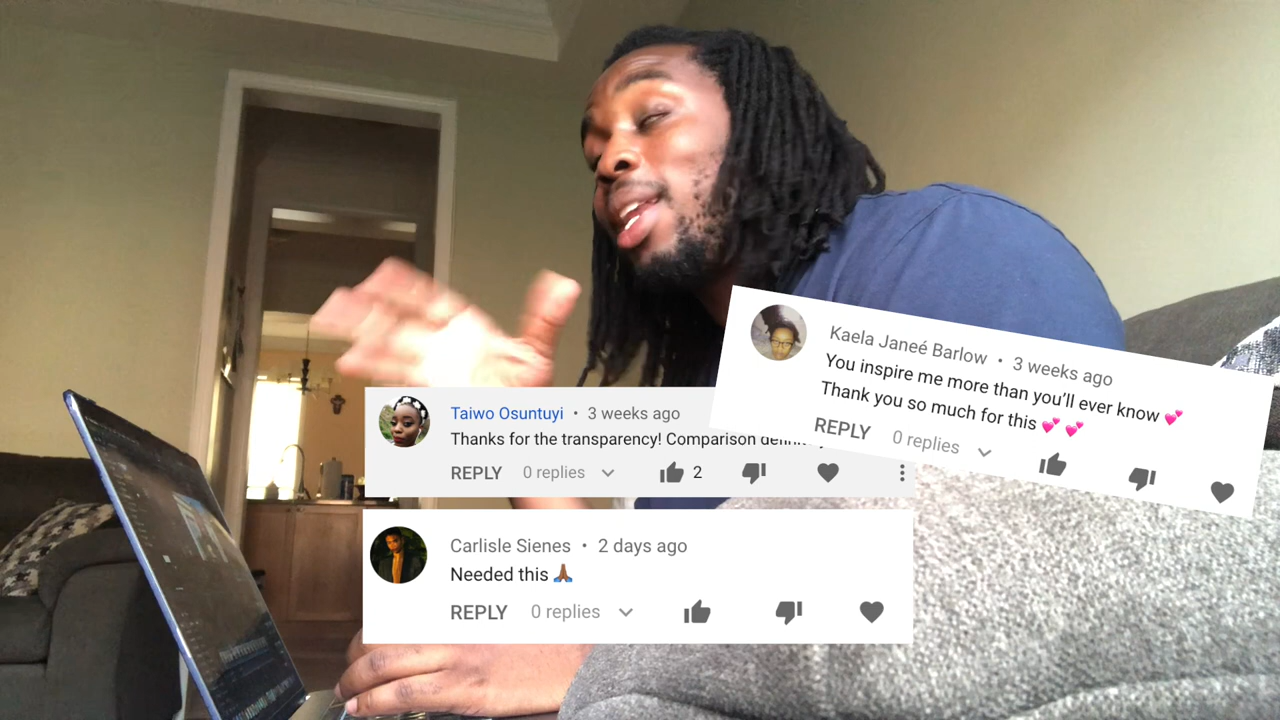 Taiwo Osuntuyi • 3 weeks ago
Thanks for the transparency! Comparison
REPLY 0 replies 2
Kaela Janeé Barlow • 3 weeks ago
You inspire me more than you'll ever know 💕
Thank you so much for this 💕 💕
REPLY 0 replies
Carlisle Sienes • 2 days ago
Needed this 🙏🏾
REPLY 0 replies